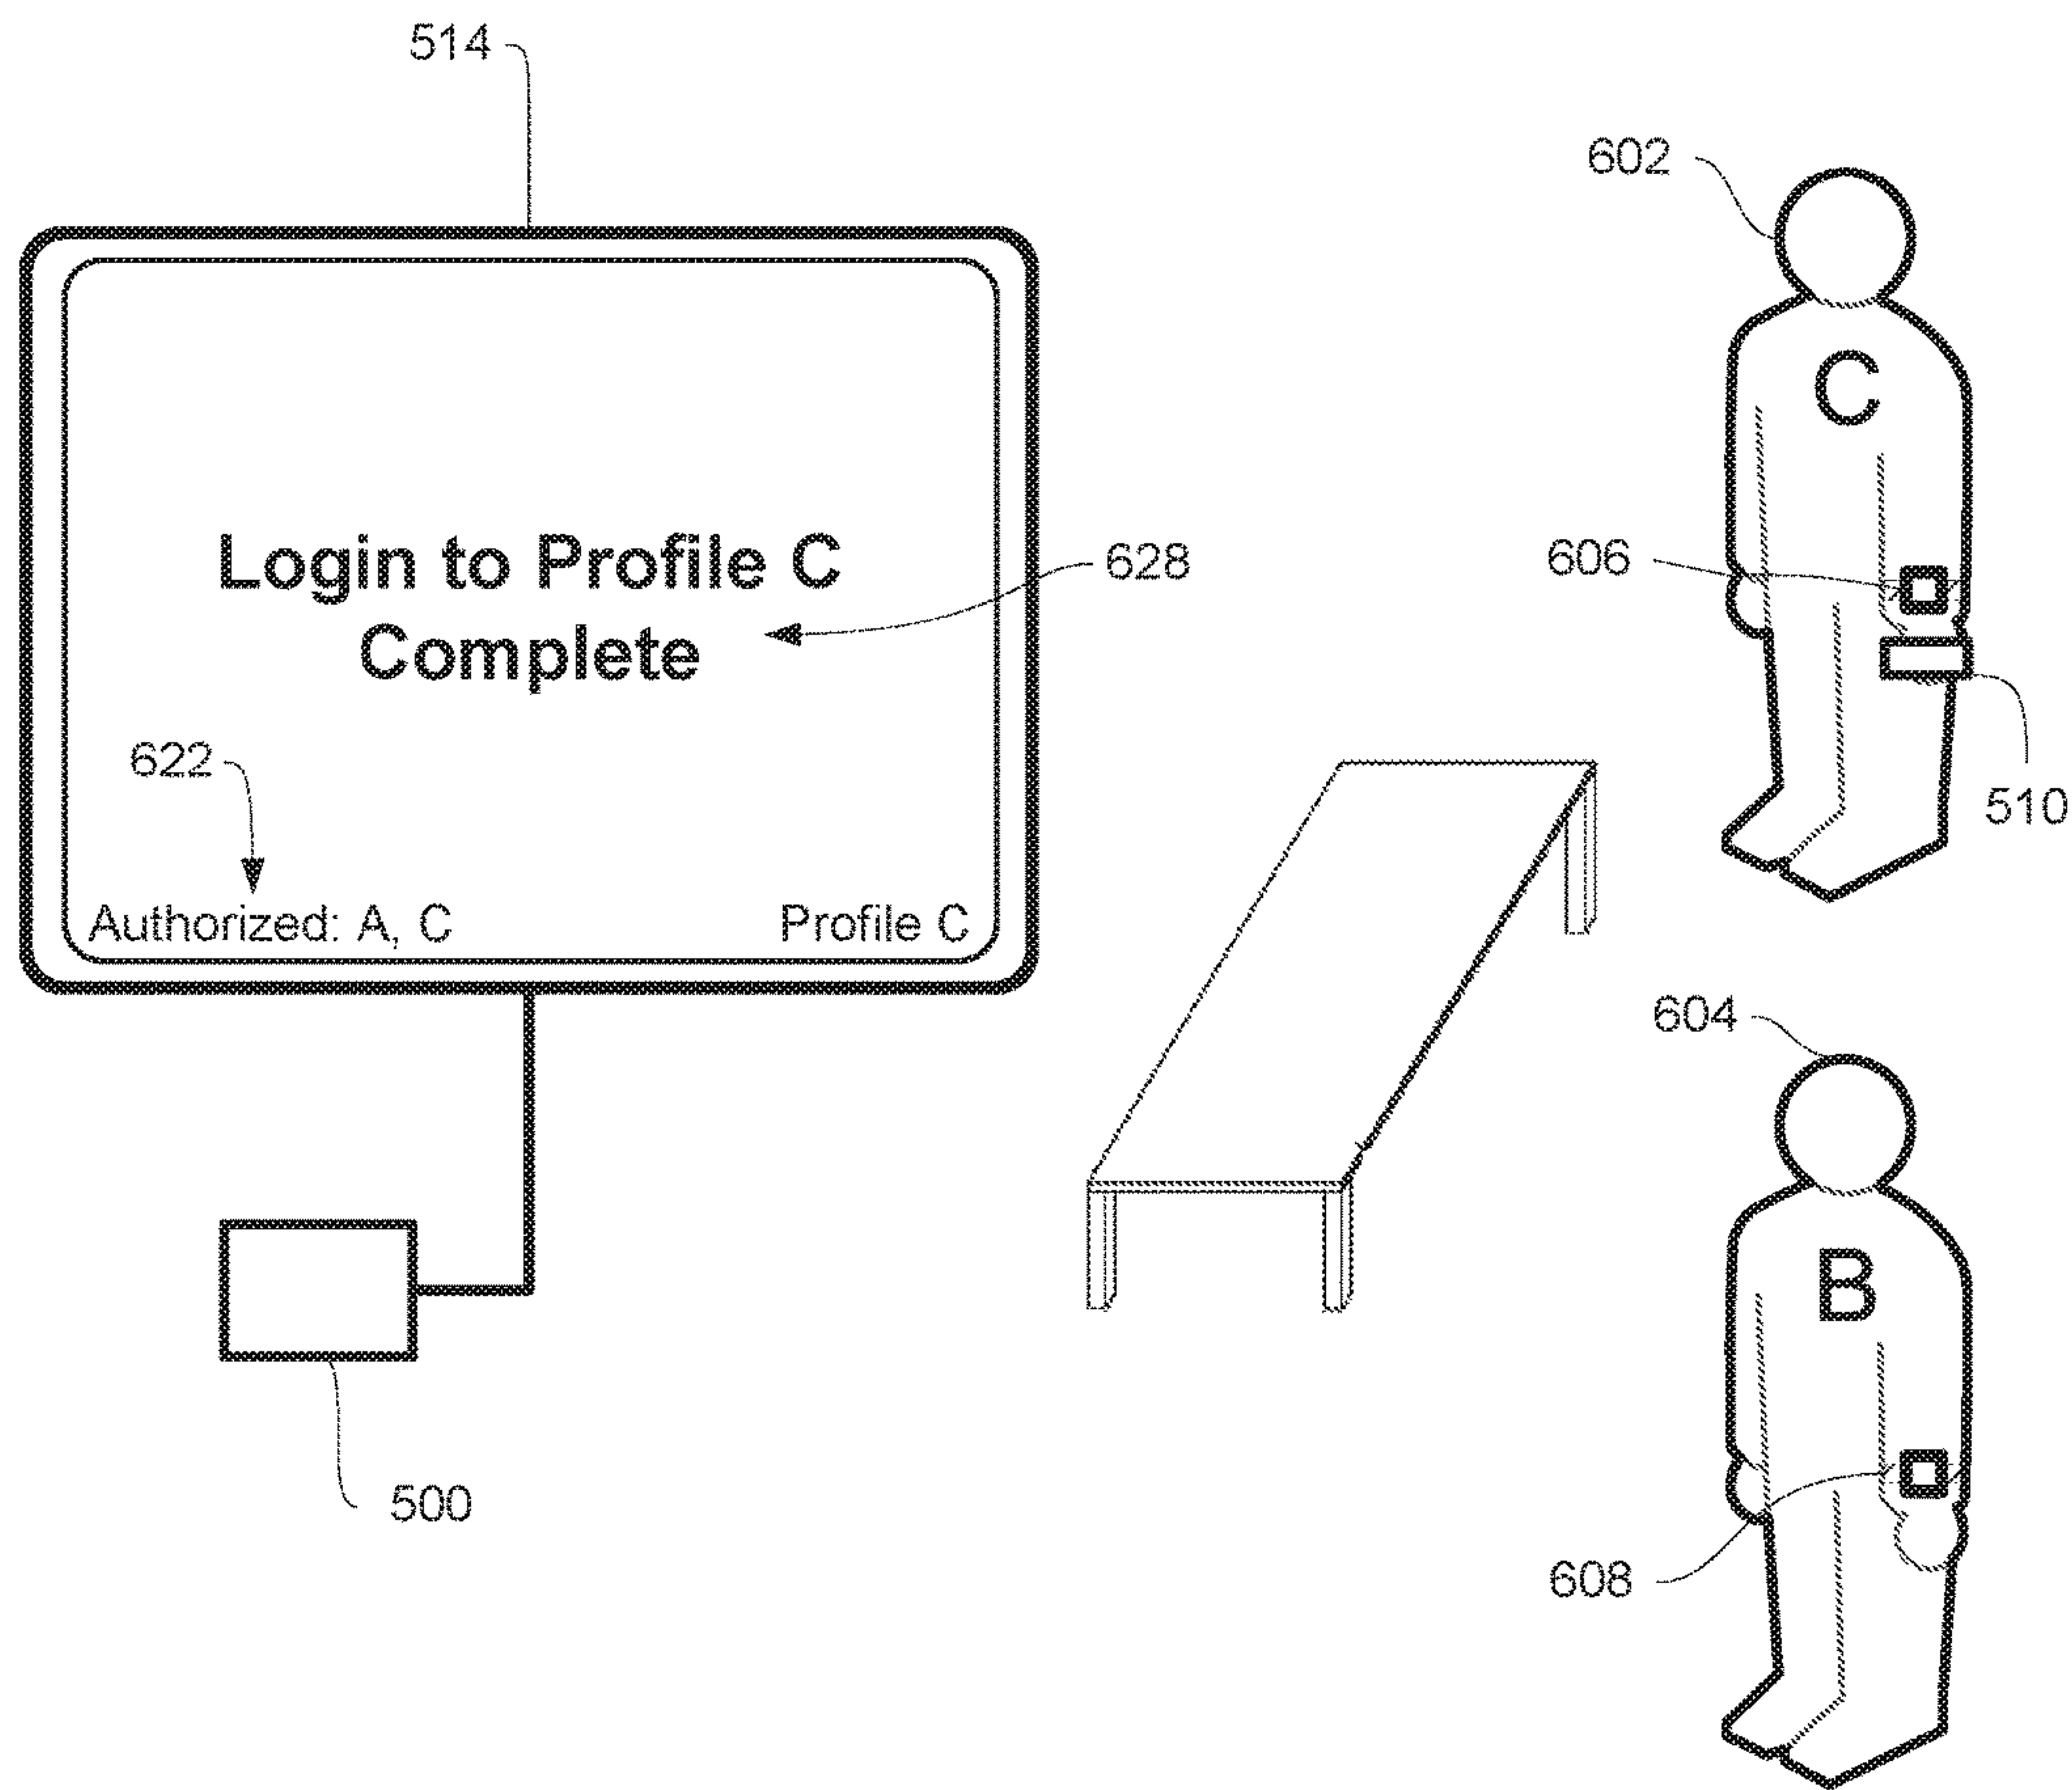 514
602
C
Login to Profile C
Complete
628
606
622
510
Authorized: A, C
Profile C
604
B
500
608